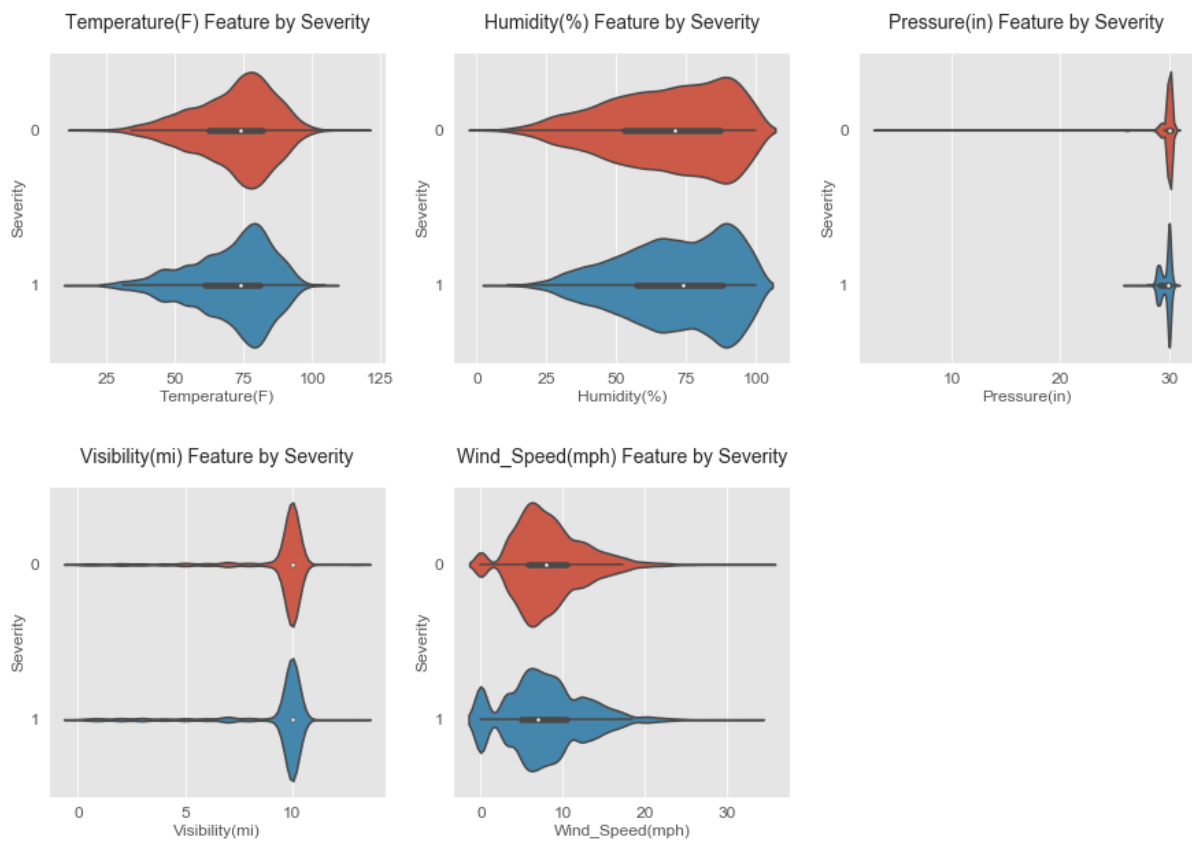 Temperature(F) Feature by Severity
Humidity(%) Feature by Severity
Pressure(in) Feature by Severity
Severity
0
1
25 50 75 100 125
Temperature(F)
Severity
0
1
0 25 50 75 100
Humidity(%)
Severity
0
1
10 20 30
Pressure(in)
Visibility(mi) Feature by Severity
Wind_Speed(mph) Feature by Severity
Severity
0
1
0 5 10
Visibility(mi)
Severity
0
1
0 10 20 30
Wind_Speed(mph)